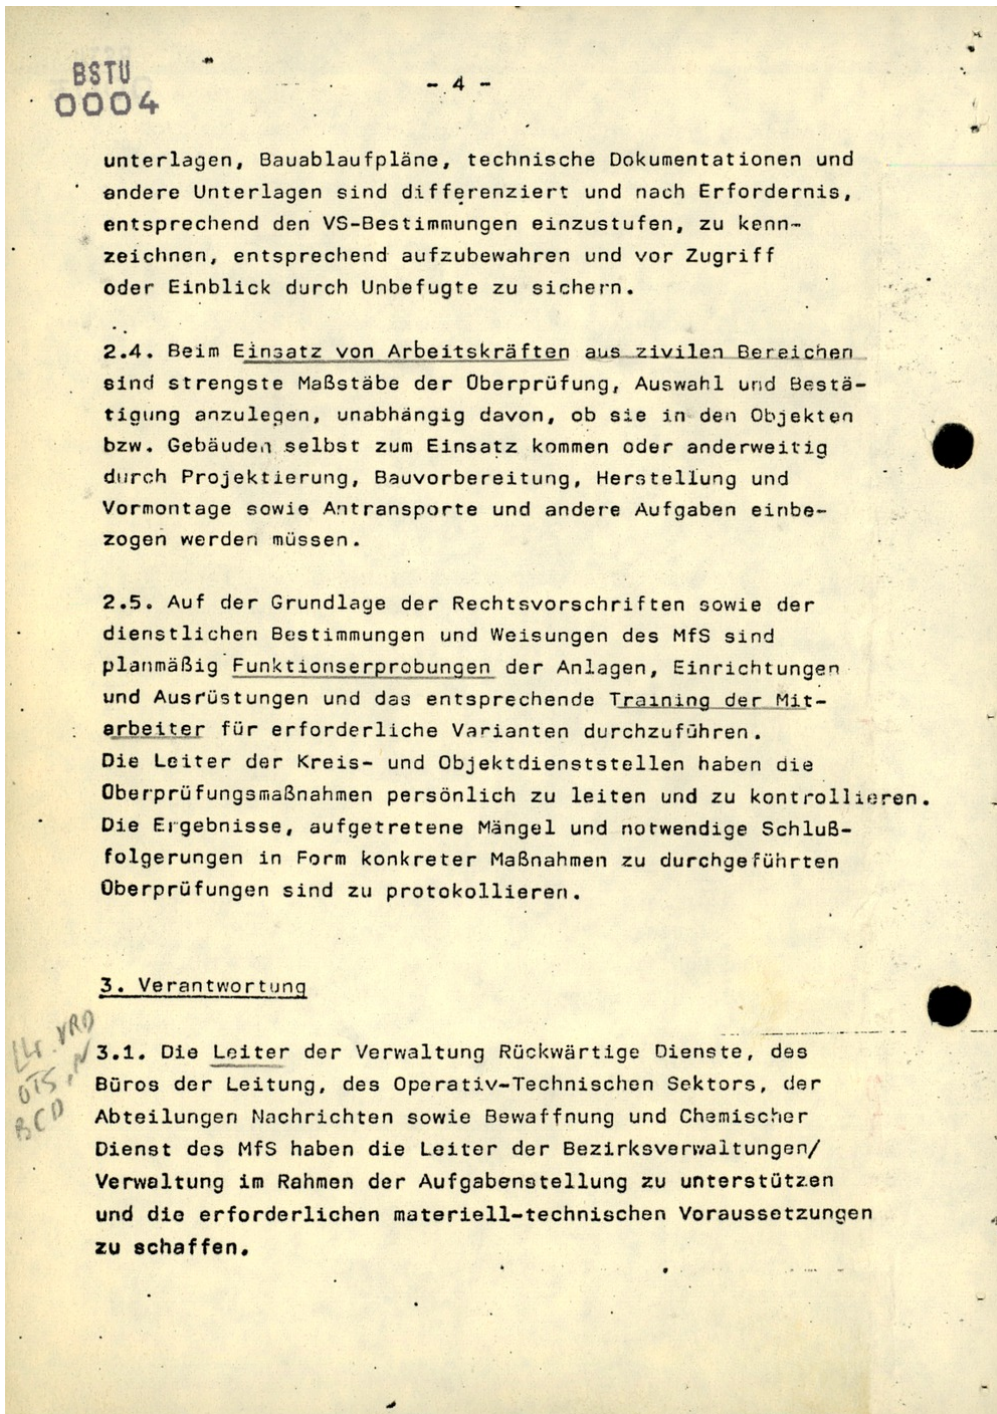 BSTU
0004
- 4 -
unterlagen, Bauablaufpläne, technische Dokumentationen und
andere Unterlagen sind differenziert und nach Erfordernis,
entsprechend den VS-Bestimmungen einzustufen, zu kenn-
zeichnen, entsprechend aufzubewahren und vor Zugriff
oder Einblick durch Unbefugte zu sichern.
2.4. Beim Einsatz von Arbeitskräften aus zivilen Bereichen
sind strengste Maßstäbe der Oberprüfung, Auswahl und Bestä-
tigung anzulegen, unabhängig davon, ob sie in den Objekten
bzw. Gebäuden selbst zum Einsatz kommen oder anderweitig
durch Projektierung, Bauvorbereitung, Herstellung und
Vormontage sowie Antransporte und andere Aufgaben einbe-
zogen werden müssen.
2.5. Auf der Grundlage der Rechtsvorschriften sowie der
dienstlichen Bestimmungen und Weisungen des MfS sind
planmäßig Funktionserprobungen der Anlagen, Einrichtungen
und Ausrüstungen und das entsprechende Training der Mit-
arbeiter für erforderliche Varianten durchzuführen.
Die Leiter der Kreis- und Objektdienststellen haben die
Oberprüfungsmaßnahmen persönlich zu leiten und zu kontrollieren.
Die Ergebnisse, aufgetretene Mängel und notwendige Schluß-
folgerungen in Form konkreter Maßnahmen zu durchgeführten
Oberprüfungen sind zu protokollieren.
3. Verantwortung
Ltr. VRD
OTS, N
BCD
3.1. Die Leiter der Verwaltung Rückwärtige Dienste, des
Büros der Leitung, des Operativ-Technischen Sektors, der
Abteilungen Nachrichten sowie Bewaffnung und Chemischer
Dienst des MfS haben die Leiter der Bezirksverwaltungen/
Verwaltung im Rahmen der Aufgabenstellung zu unterstützen
und die erforderlichen materiell-technischen Voraussetzungen
zu schaffen.